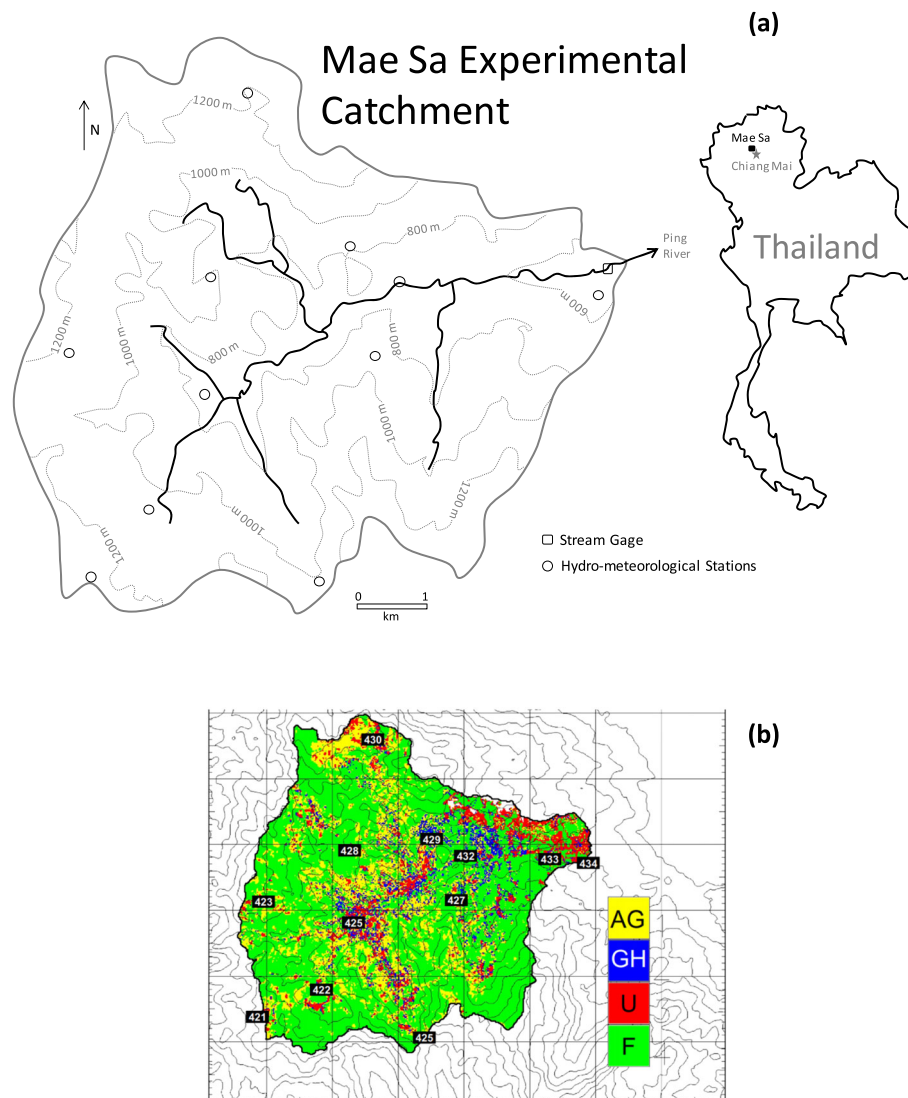 (a)
Mae Sa Experimental
Catchment
N
1200 m
1000 m
800 m
Ping
River
600 m
1200 m
1000 m
800 m
800 m
1000 m
1200 m
1000 m
1200 m
Mae Sa
Chiang Mai
Thailand
Stream Gage
Hydro-meteorological Stations
0 1
km
(b)
430
429
428
432
433
434
423
427
425
422
421
425
AG
GH
U
F